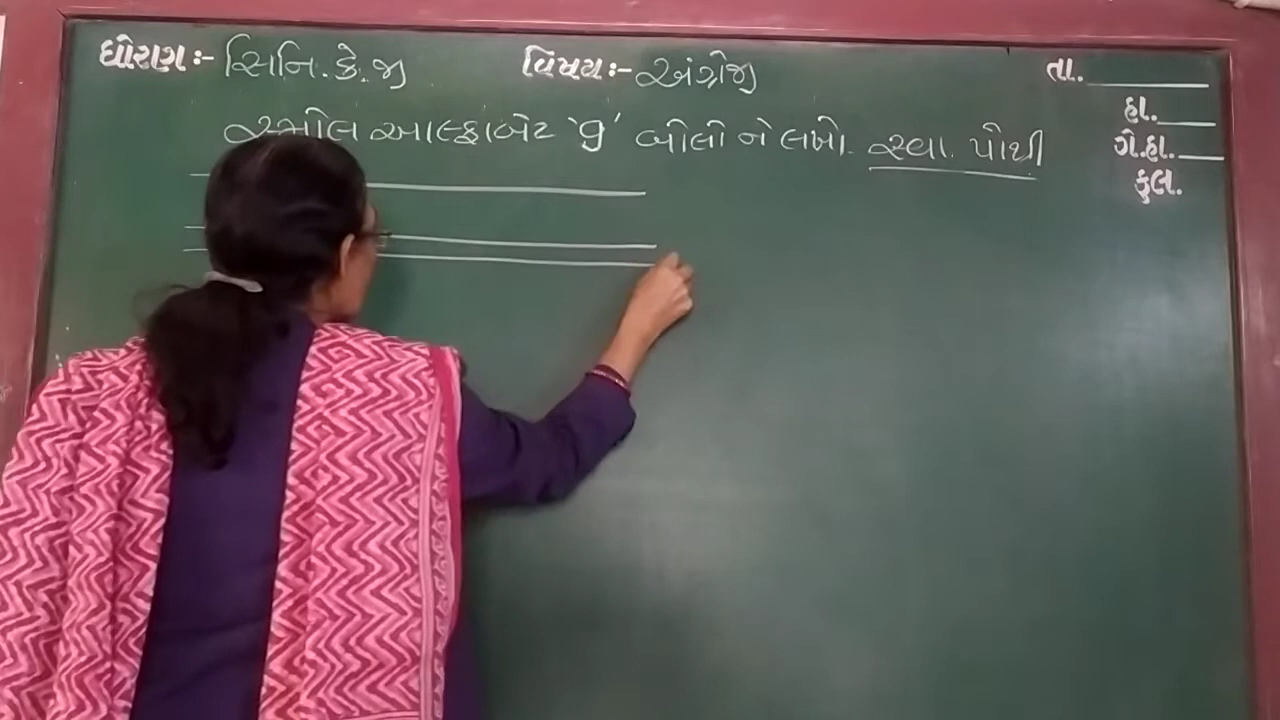 ધોરણઃ- સિનિ. કે. જી વિષયઃ- અંગ્રેજી તા.
હા.
સ્મોલ આલ્ફાબેટ 'g' બોલો ને લખો. સ્વા. પોથી
ગે.હા.
કુલ.